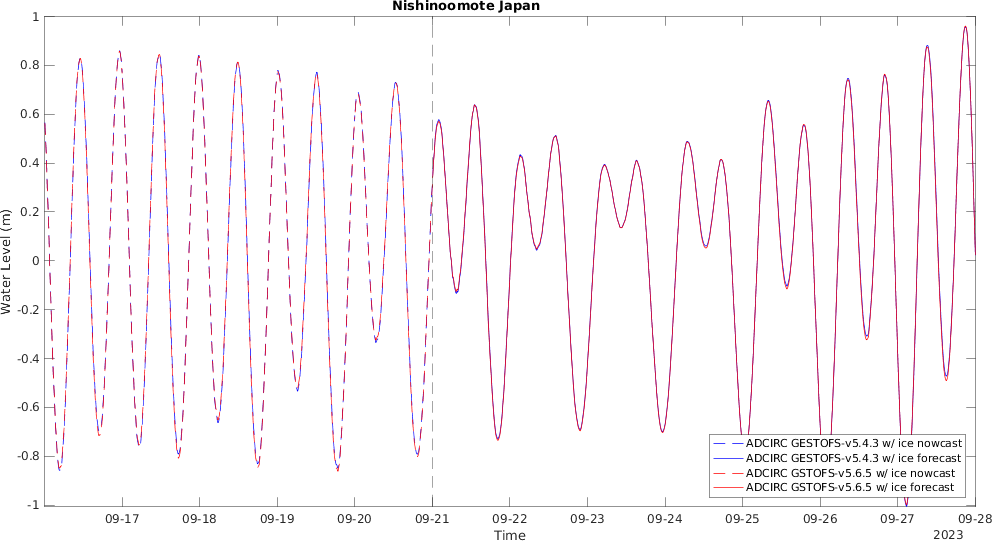 Nishinoomote Japan
1
0.8
0.6
0.4
0.2
0
-0.2
-0.4
-0.6
-0.8
-1
Water Level (m)
ADCIRC GESTOFS-v5.4.3 w/ ice nowcast
ADCIRC GESTOFS-v5.4.3 w/ ice forecast
ADCIRC GSTOFS-v5.6.5 w/ ice nowcast
ADCIRC GSTOFS-v5.6.5 w/ ice forecast
09-17 09-18 09-19 09-20 09-21 09-22 09-23 09-24 09-25 09-26 09-27 09-28
Time
2023